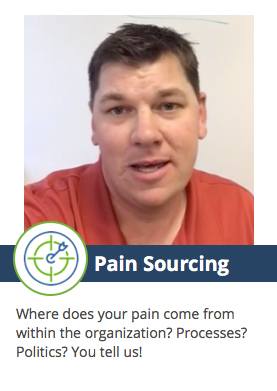 Pain Sourcing
Where does your pain come from
within the organization? Processes?
Politics? You tell us!